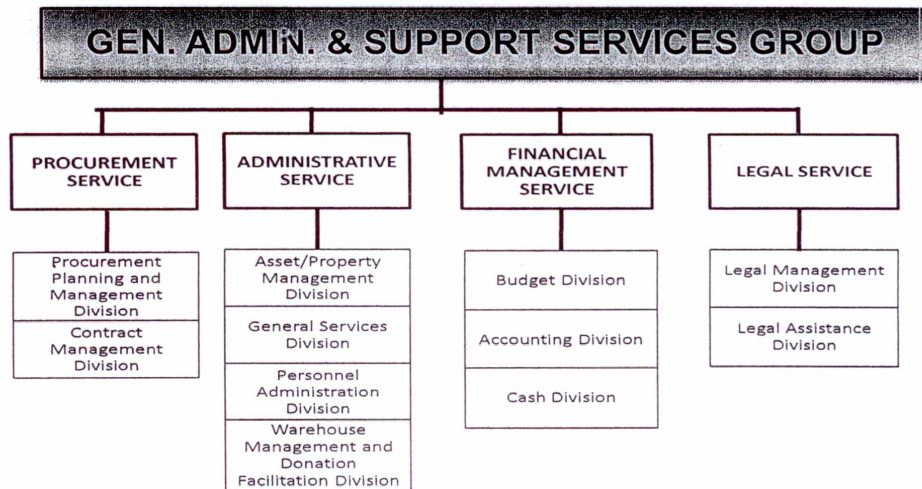 GEN. ADMIN. & SUPPORT SERVICES GROUP
PROCUREMENT
SERVICE
ADMINISTRATIVE
SERVICE
FINANCIAL
MANAGEMENT
SERVICE
LEGAL SERVICE
Procurement
Planning and
Management
Division
Contract
Management
Division
Asset/Property
Management
Division
General Services
Division
Personnel
Administration
Division
Warehouse
Management and
Donation
Facilitation Division
Budget Division
Accounting Division
Cash Division
Legal Management
Division
Legal Assistance
Division